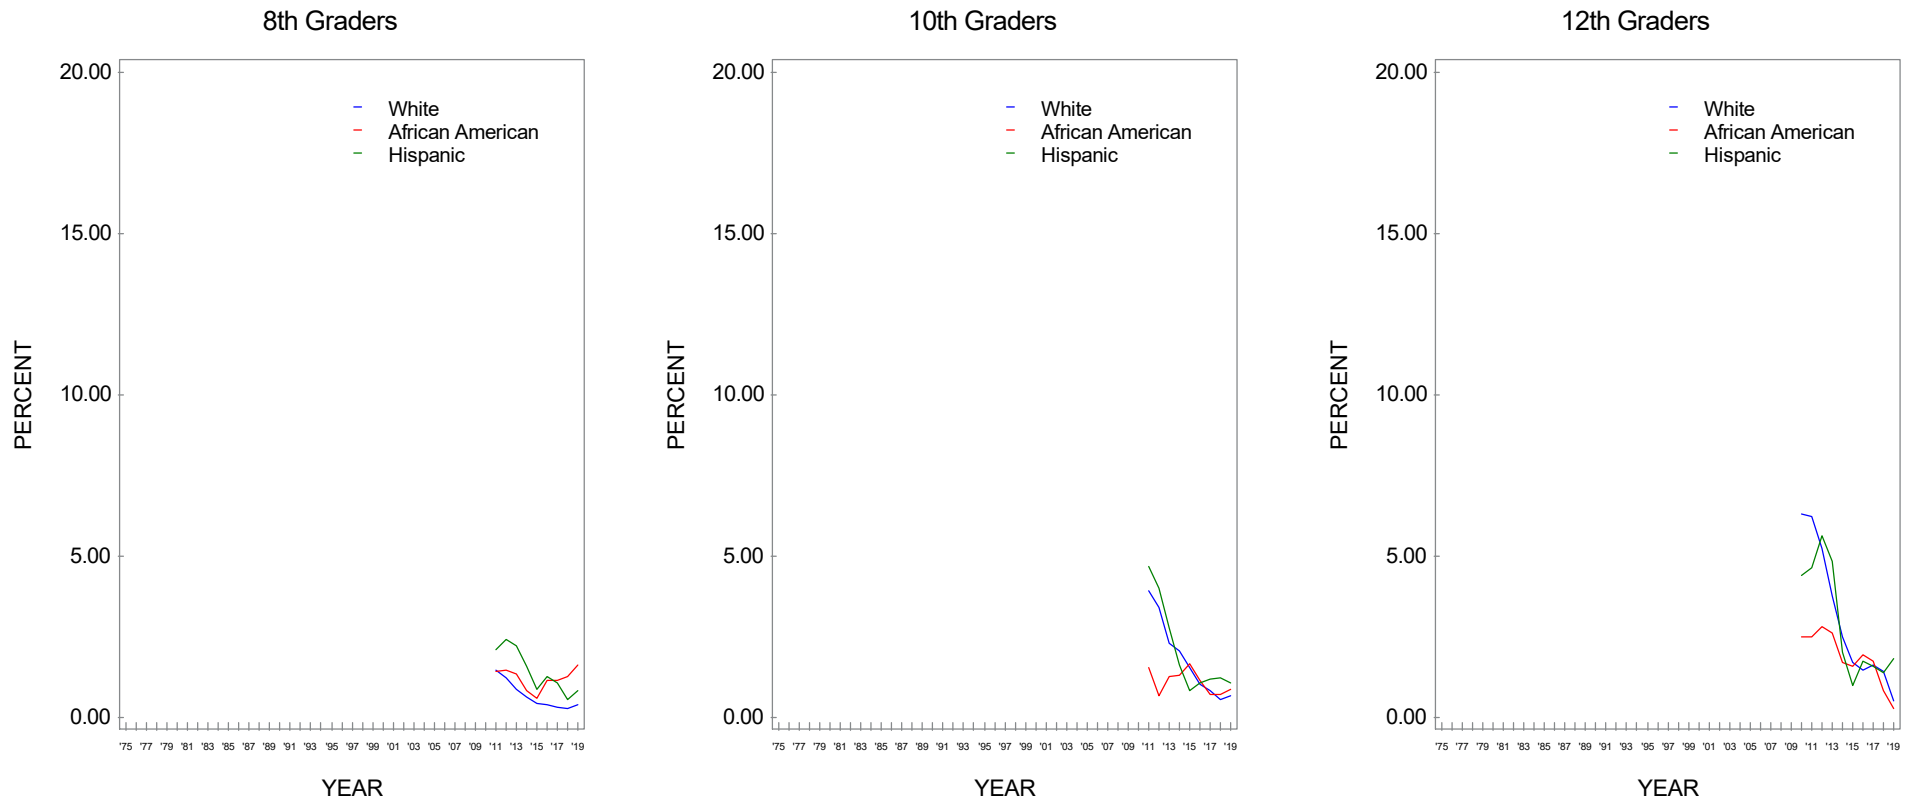 8th Graders
20.00
15.00
10.00
5.00
0.00
PERCENT
White
African American
Hispanic
'75 '77 '79 '81 '83 '85 '87 '89 '91 '93 '95 '97 '99 '01 '03 '05 '07 '09 '11 '13 '15 '17 '19
YEAR
10th Graders
20.00
15.00
10.00
5.00
0.00
PERCENT
White
African American
Hispanic
'75 '77 '79 '81 '83 '85 '87 '89 '91 '93 '95 '97 '99 '01 '03 '05 '07 '09 '11 '13 '15 '17 '19
YEAR
12th Graders
20.00
15.00
10.00
5.00
0.00
PERCENT
White
African American
Hispanic
'75 '77 '79 '81 '83 '85 '87 '89 '91 '93 '95 '97 '99 '01 '03 '05 '07 '09 '11 '13 '15 '17 '19
YEAR